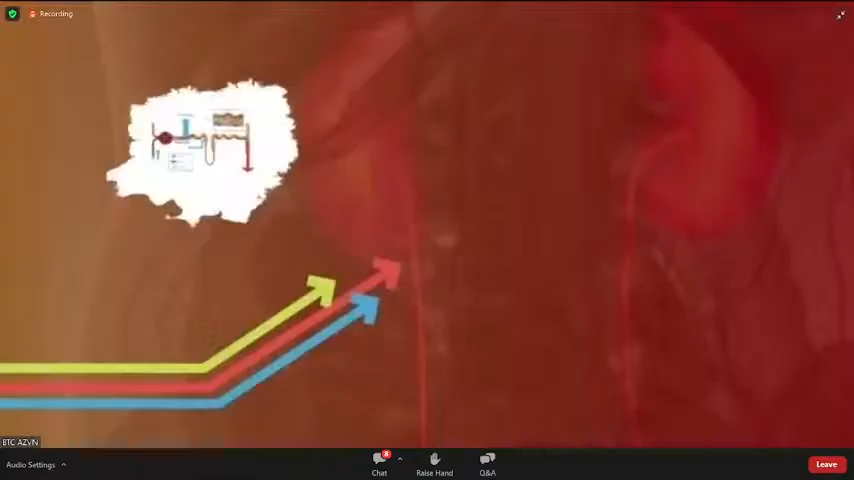 Recording
BTC AZVN
Audio Settings
Chat
8
Raise Hand
Q&A
Leave